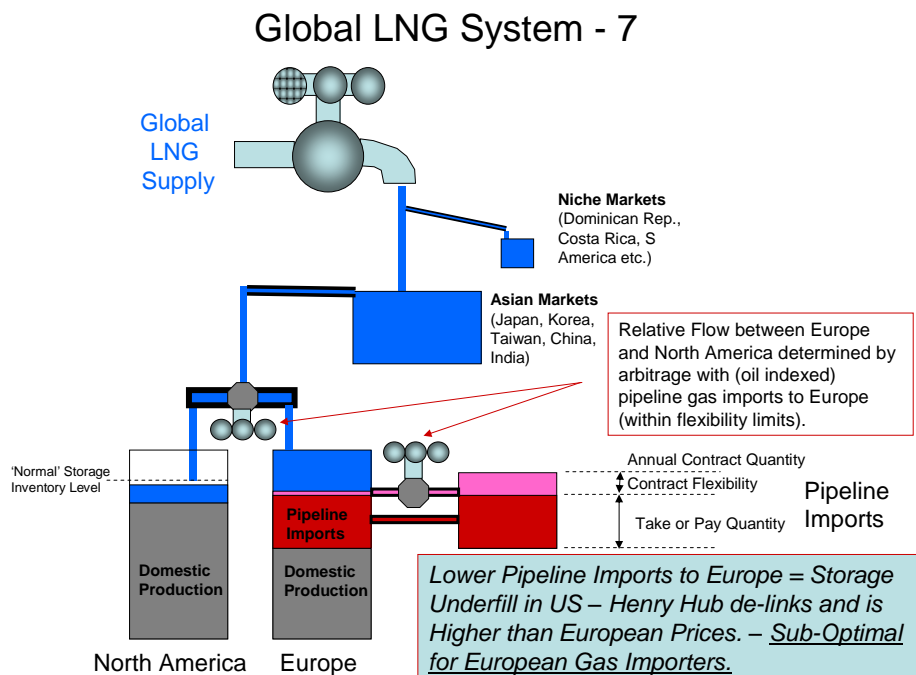 Global LNG System - 7
Global
LNG
Supply
Niche Markets
(Dominican Rep.,
Costa Rica, S
America etc.)
Asian Markets
(Japan, Korea,
Taiwan, China,
India)
Relative Flow between Europe
and North America determined by
arbitrage with (oil indexed)
pipeline gas imports to Europe
(within flexibility limits).
‘Normal’ Storage
Inventory Level
Annual Contract Quantity
Contract Flexibility
Pipeline
Imports
Take or Pay Quantity
Pipeline
Imports
Domestic
Production
Domestic
Production
Lower Pipeline Imports to Europe = Storage
Underfill in US – Henry Hub de-links and is
Higher than European Prices. – Sub-Optimal
for European Gas Importers.
North America
Europe